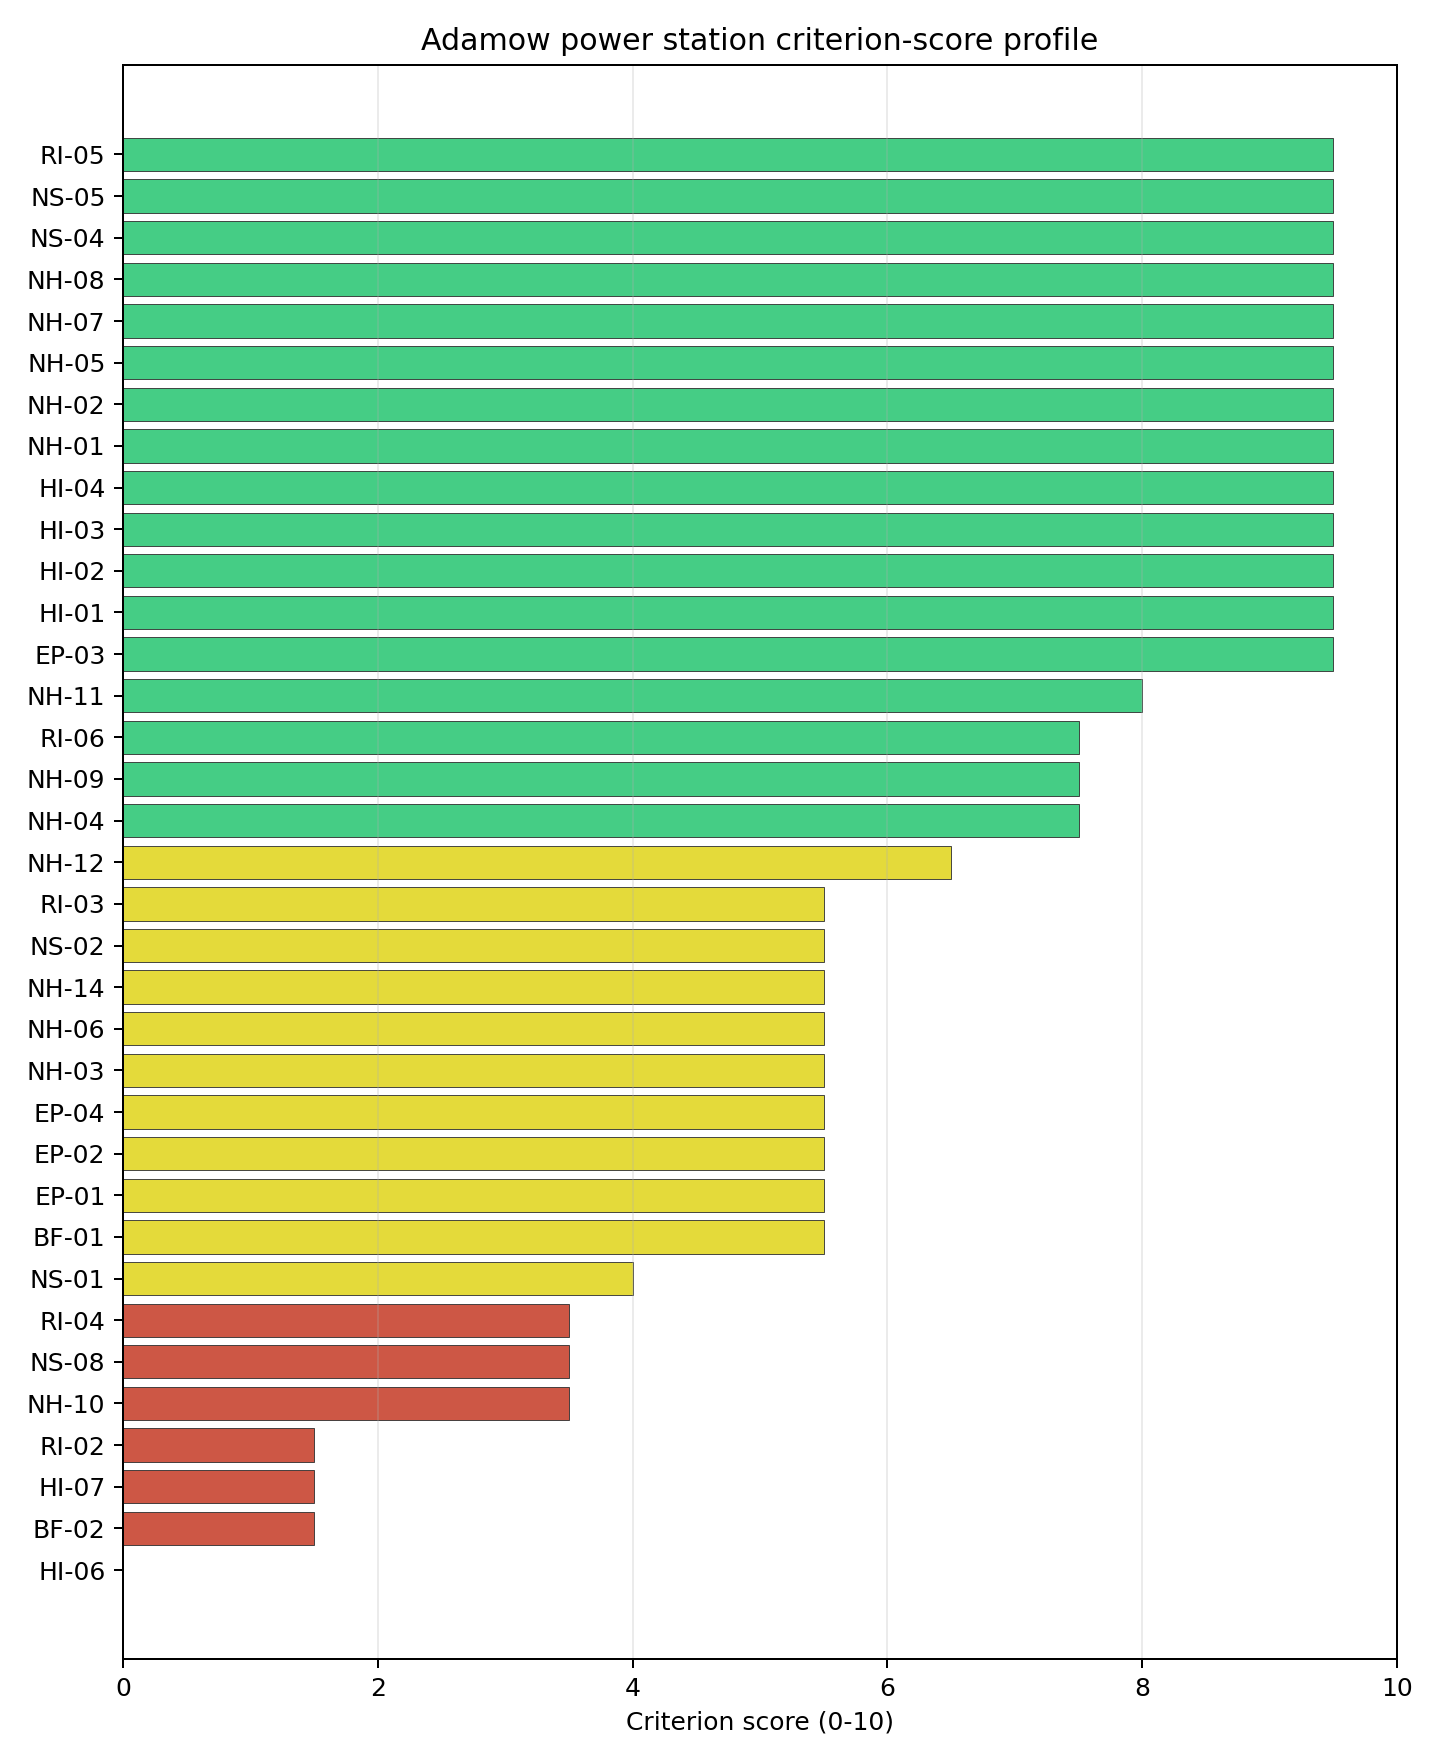 Adamow power station criterion-score profile
RI-05
NS-05
NS-04
NH-08
NH-07
NH-05
NH-02
NH-01
HI-04
HI-03
HI-02
HI-01
EP-03
NH-11
RI-06
NH-09
NH-04
NH-12
RI-03
NS-02
NH-14
NH-06
NH-03
EP-04
EP-02
EP-01
BF-01
NS-01
RI-04
NS-08
NH-10
RI-02
HI-07
BF-02
HI-06
0 2 4 6 8 10
Criterion score (0-10)